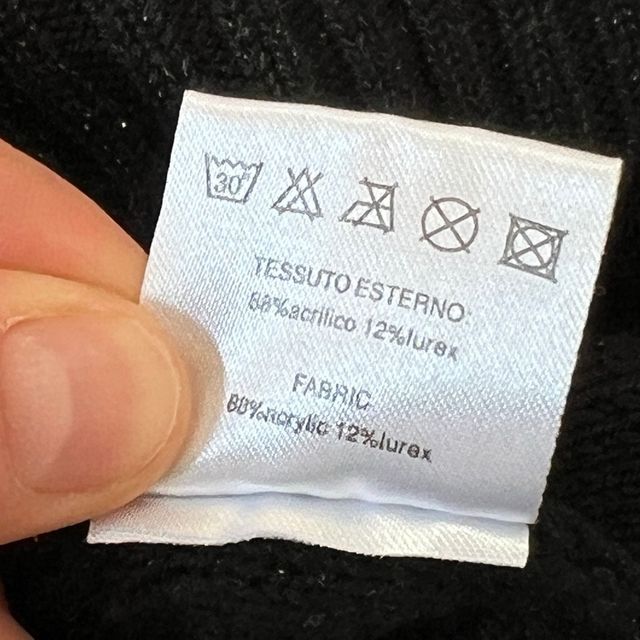 30°
TESSUTO ESTERNO:
88%acrilico 12%lurex
FABRIC
88%acrylic 12%lurex